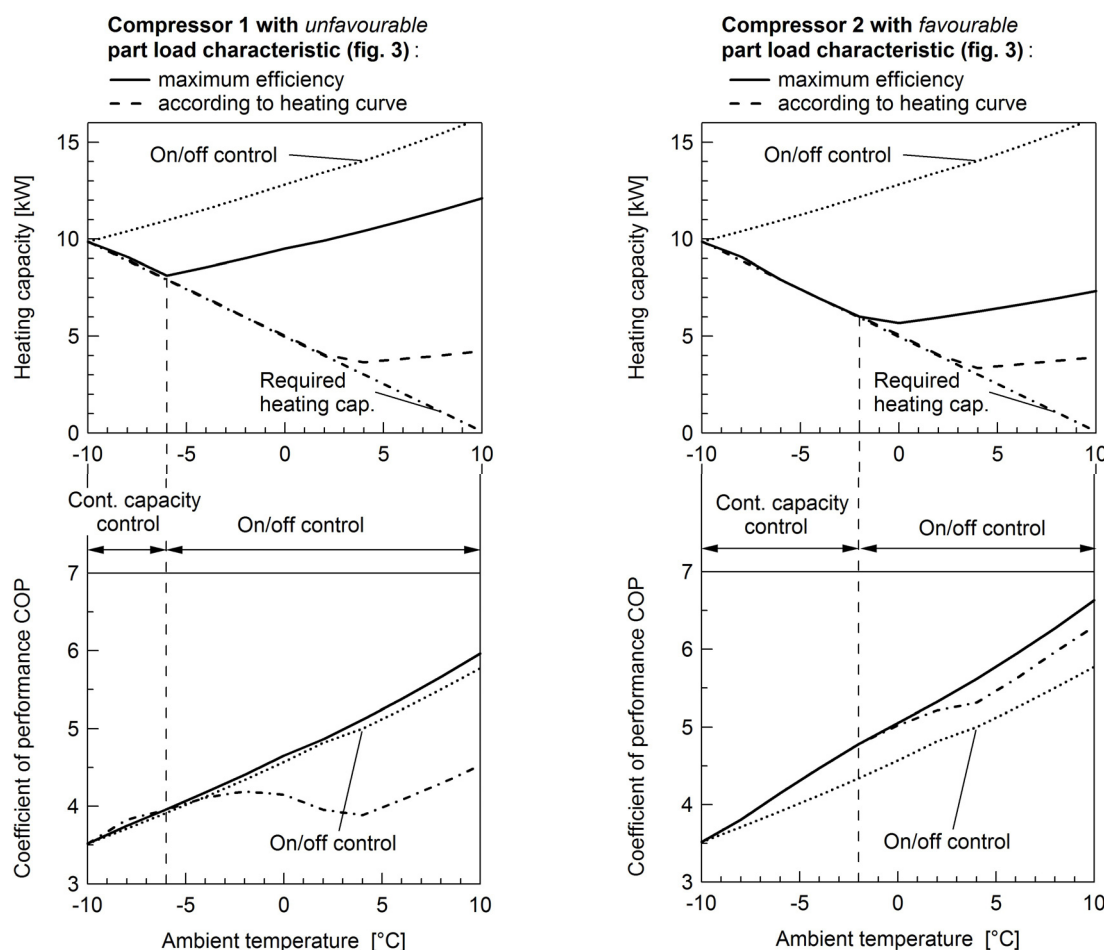 Compressor 1 with unfavourable
part load characteristic (fig. 3) :
maximum efficiency
according to heating curve
Heating capacity [kW]
15
10
5
0
On/off control
Required
heating cap.
-10
-5
0
5
10
Cont. capacity
control
On/off control
Coefficient of performance COP
7
6
5
4
3
On/off control
-10
-5
0
5
10
Ambient temperature [°C]
Compressor 2 with favourable
part load characteristic (fig. 3) :
maximum efficiency
according to heating curve
Heating capacity [kW]
15
10
5
0
On/off control
Required
heating cap.
-10
-5
0
5
10
Cont. capacity
control
On/off control
Coefficient of performance COP
7
6
5
4
3
On/off control
-10
-5
0
5
10
Ambient temperature [°C]